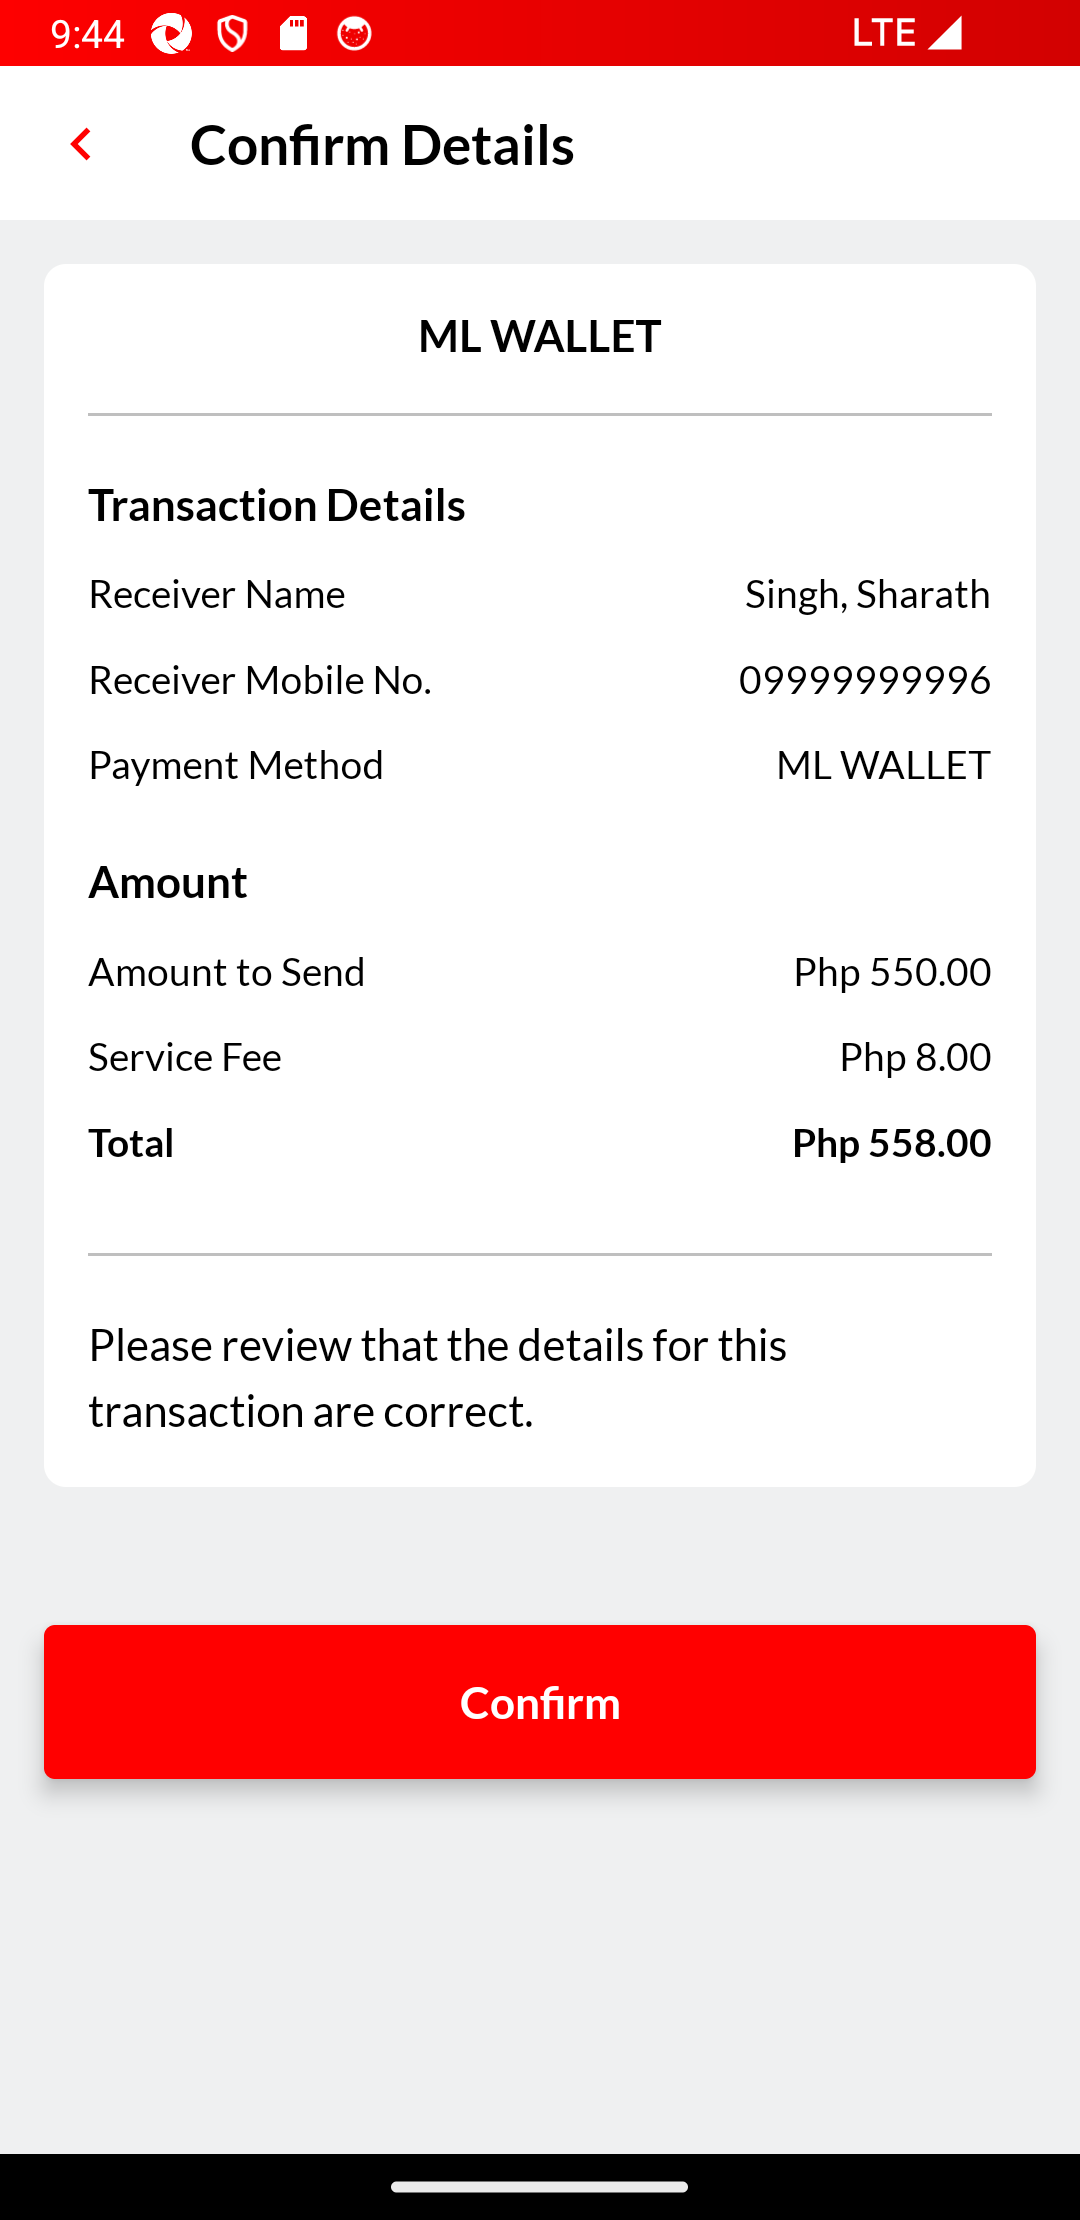 9:44 LTE
Confirm Details
ML WALLET
Transaction Details
Receiver Name Singh, Sharath
Receiver Mobile No. 09999999996
Payment Method ML WALLET
Amount
Amount to Send Php 550.00
Service Fee Php 8.00
Total Php 558.00
Please review that the details for this
transaction are correct.
Confirm